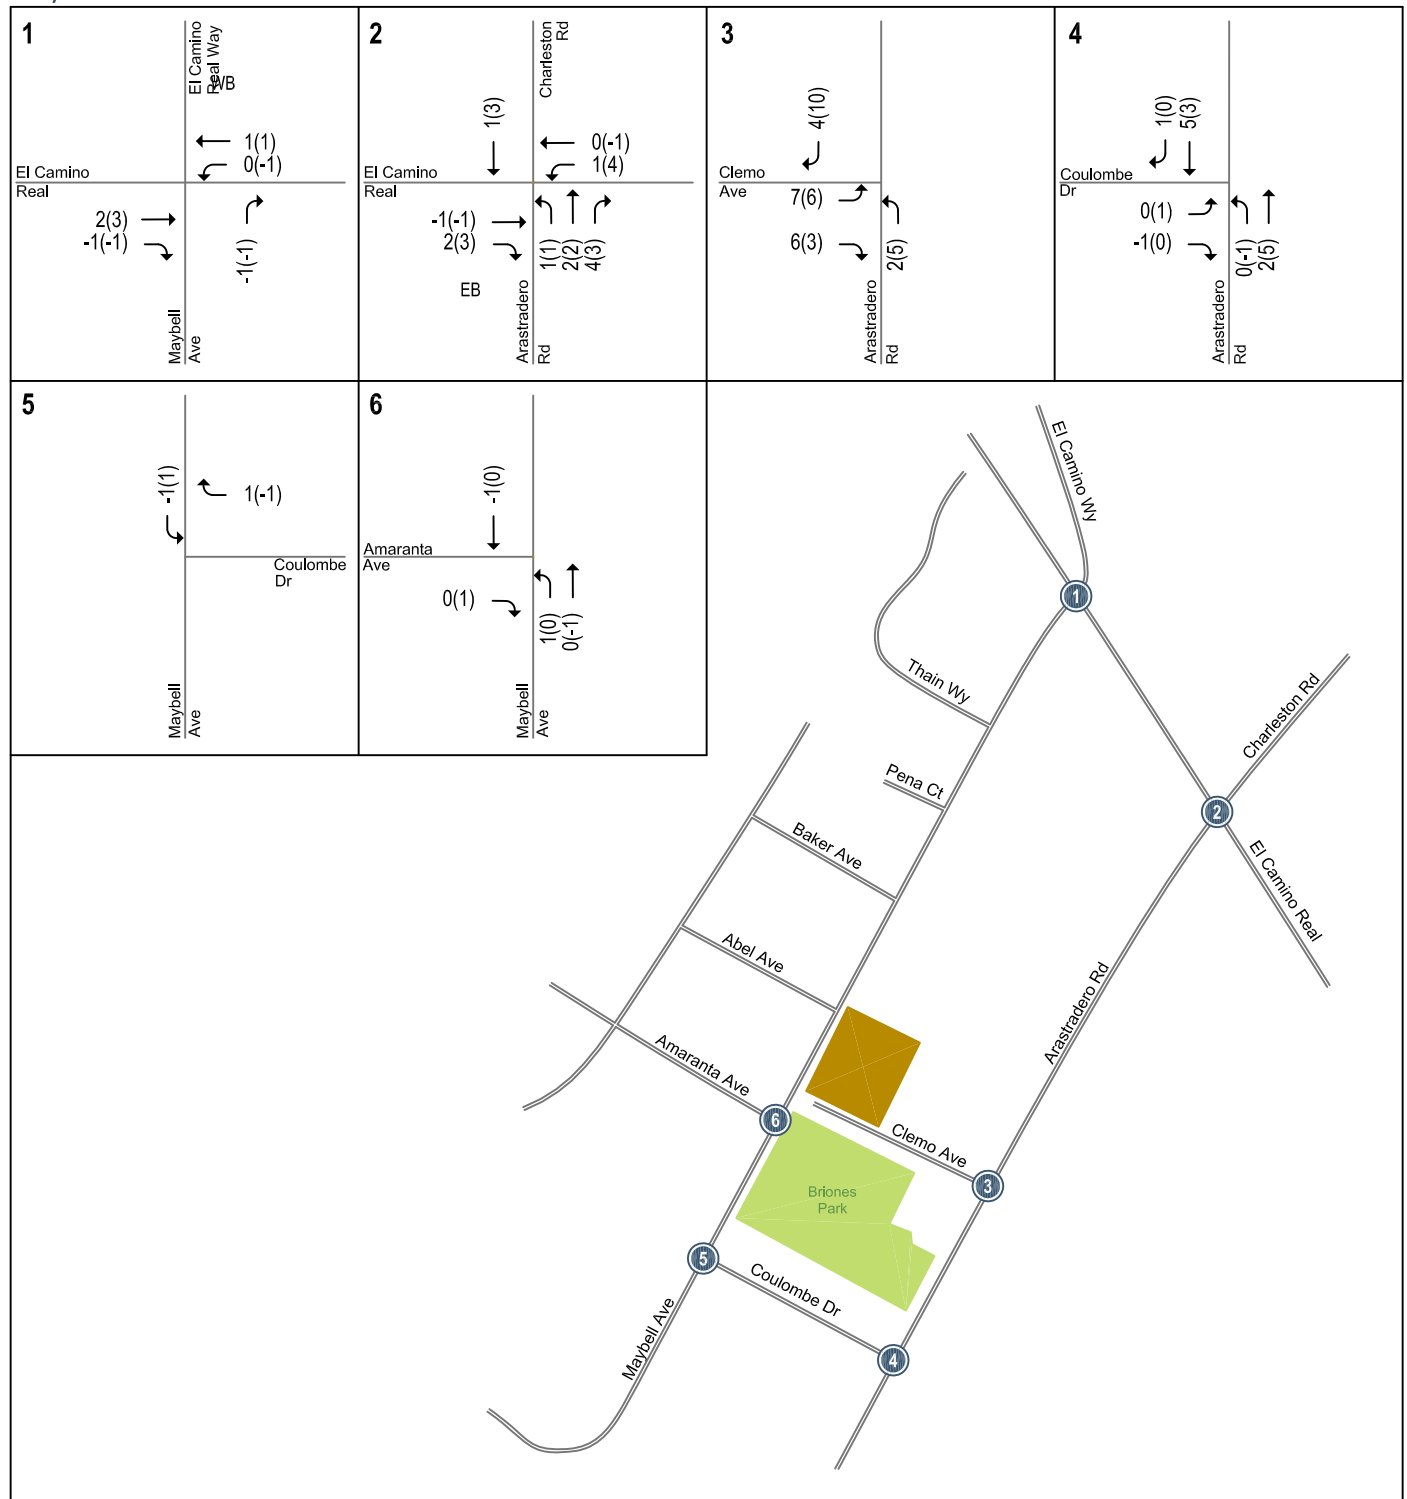 1
El Camino
Real Way
WB
1(1)
0(-1)
El Camino
Real
2(3)
-1(-1)
-1(-1)
Maybell
Ave
2
Charleston
Rd
1(3)
0(-1)
1(4)
El Camino
Real
-1(-1)
2(3)
1(1)
2(2)
4(3)
EB
Arastradero
Rd
3
4(10)
Clemo
Ave
7(6)
6(3)
2(5)
Arastradero
Rd
4
1(0)
5(3)
Coulombe
Dr
0(1)
-1(0)
0(-1)
2(5)
Arastradero
Rd
5
-1(1)
1(-1)
Coulombe
Dr
Maybell
Ave
6
-1(0)
Amaranta
Ave
0(1)
1(0)
0(-1)
Maybell
Ave
El Camino Wy
1
Thain Wy
Charleston Rd
Pena Ct
2
Baker Ave
El Camino Real
Abel Ave
Arastradero Rd
Amaranta Ave
6
Clemo Ave
3
Briones
Park
5
Coulombe Dr
Maybell Ave
4